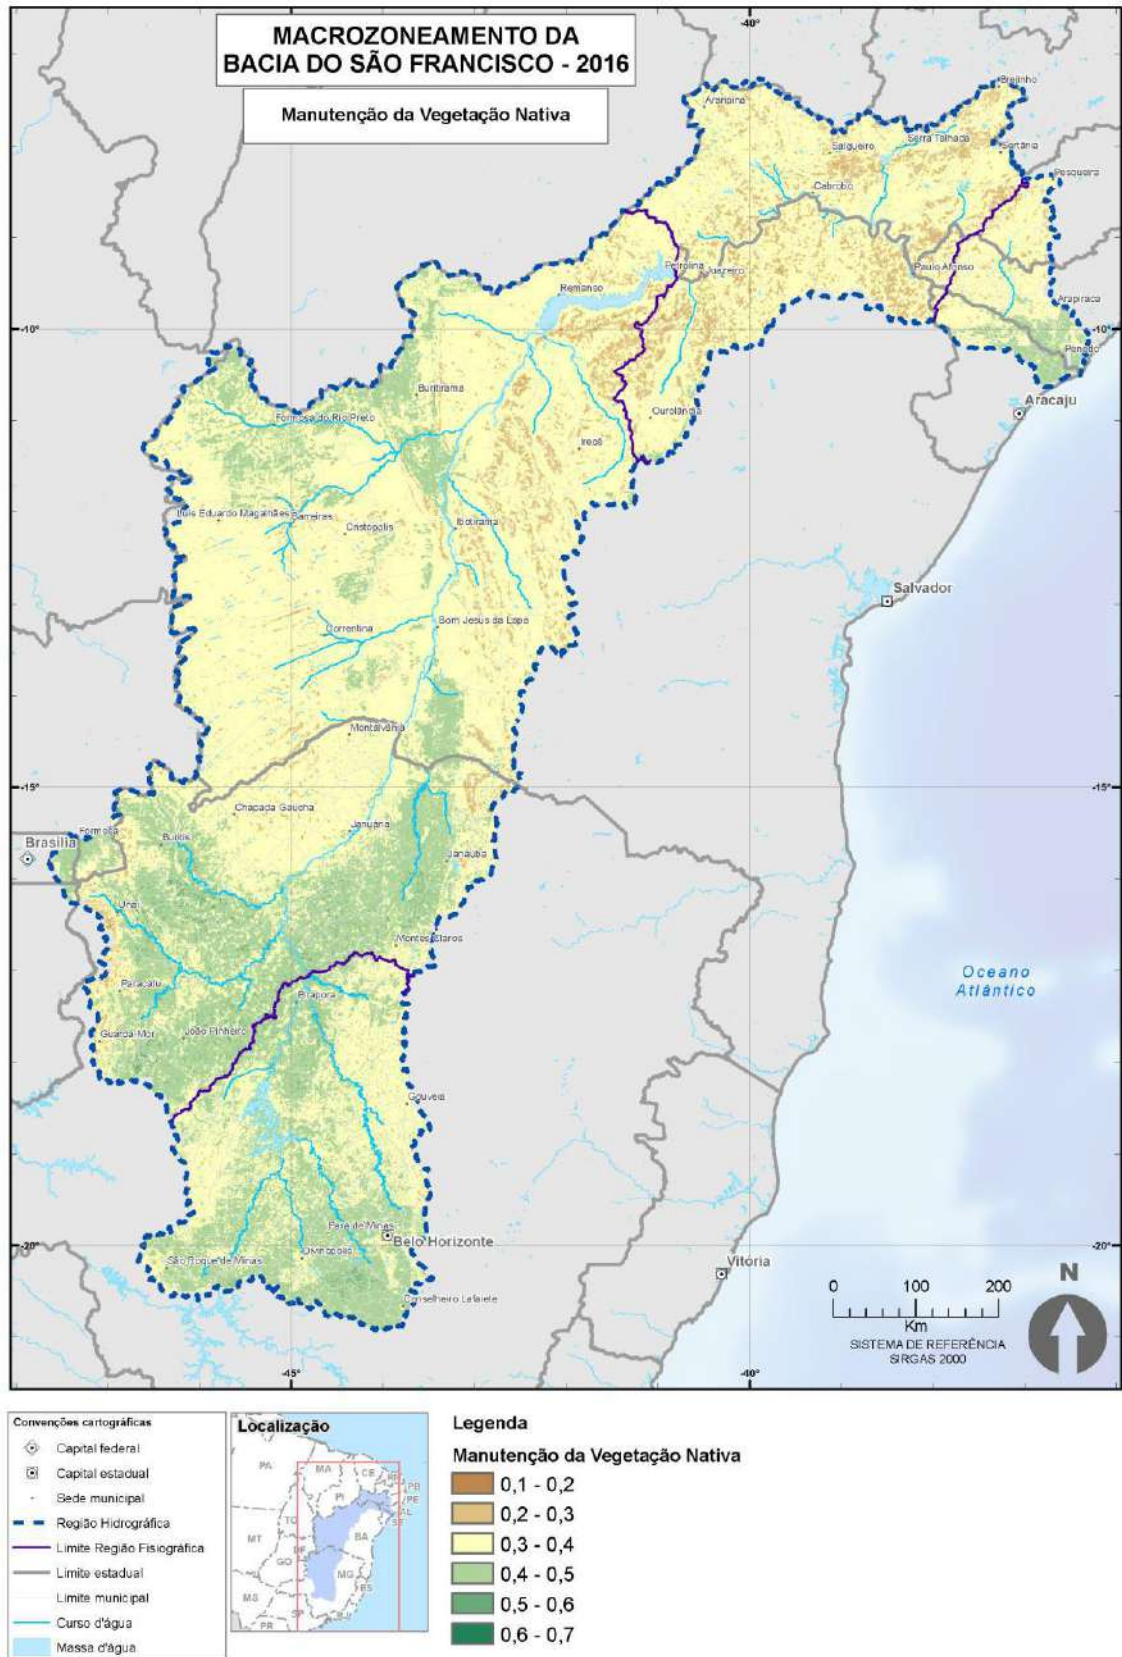 MACROZONEAMENTO DA
BACIA DO SÃO FRANCISCO - 2016
Manutenção da Vegetação Nativa
-40°
Brejinho
Araripina
Serra Talhada
Salgueiro
Sertânia
Pesqueira
Cabrobó
Petrolina
Juazeiro
Paulo Afonso
Remanso
Arapiraca
-10°
-10°
Penedo
Buritirama
Aracaju
Formosa do Rio Preto
Ourolândia
Irecê
Luís Eduardo Magalhães
Barreiras
Ibotirama
Cristópolis
Salvador
Correntina
Bom Jesus da Lapa
Montalvânia
-15°
-15°
Chapada Gaúcha
Januária
Formosa
Buritis
Brasília
Janaúba
Unaí
Montes Claros
Oceano
Atlântico
Paracatu
Pirapora
Guarda-Mor
João Pinheiro
Gouveia
Pará de Minas
Belo Horizonte
-20°
-20°
Divinópolis
São Roque de Minas
Vitória
Conselheiro Lafaiete
N
0 100 200
Km
SISTEMA DE REFERÊNCIA
SIRGAS 2000
-45°
-40°
Convenções cartográficas
Capital federal
Capital estadual
Sede municipal
Região Hidrográfica
Limite Região Fisiográfica
Limite estadual
Limite municipal
Curso d'água
Massa d'água
Localização
PA
MA
CE
RN
PB
PE
AL
SE
PI
TO
BA
MT
DF
GO
MG
ES
MS
SP
RJ
PR
Legenda
Manutenção da Vegetação Nativa
0,1 - 0,2
0,2 - 0,3
0,3 - 0,4
0,4 - 0,5
0,5 - 0,6
0,6 - 0,7